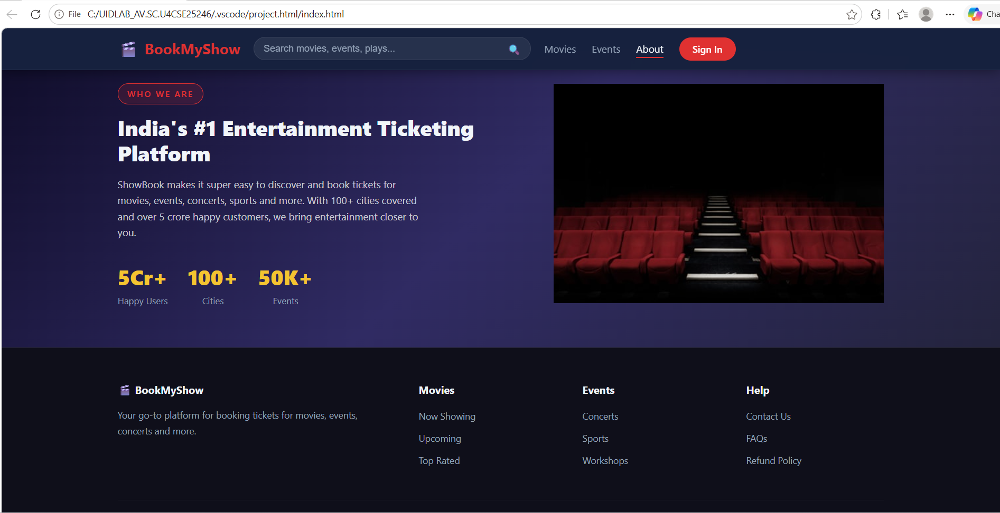 File C:/UIDLAB_AV.SC.U4CSE25246/.vscode/project.html/index.html
BookMyShow Search movies, events, plays... Movies Events About Sign In
WHO WE ARE
India's #1 Entertainment Ticketing
Platform
ShowBook makes it super easy to discover and book tickets for
movies, events, concerts, sports and more. With 100+ cities covered
and over 5 crore happy customers, we bring entertainment closer to
you.
5Cr+ 100+ 50K+
Happy Users Cities Events
BookMyShow
Your go-to platform for booking tickets for movies, events,
concerts and more.
Movies
Now Showing
Upcoming
Top Rated
Events
Concerts
Sports
Workshops
Help
Contact Us
FAQs
Refund Policy